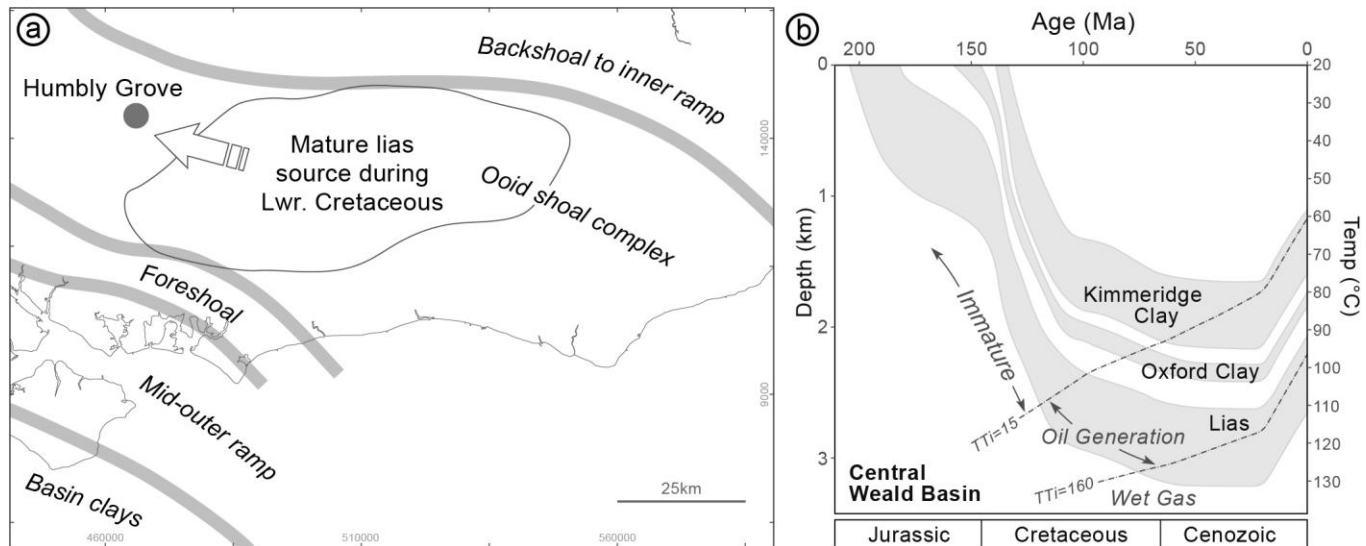 a
Backshoal to inner ramp
Humbly Grove
Mature lias
source during
Lwr. Cretaceous
Ooid shoal complex
Foreshoal
Mid-outer ramp
Basin clays
25km
460000
510000
560000
140000
9000
b
Age (Ma)
200
150
100
50
0
0
1
2
3
Depth (km)
20
30
40
50
60
70
80
90
100
110
120
130
Temp (°C)
Immature
Kimmeridge
Clay
Oxford Clay
Lias
TTi=15
Oil Generation
TTi=160
Wet Gas
Central
Weald Basin
Jurassic
Cretaceous
Cenozoic